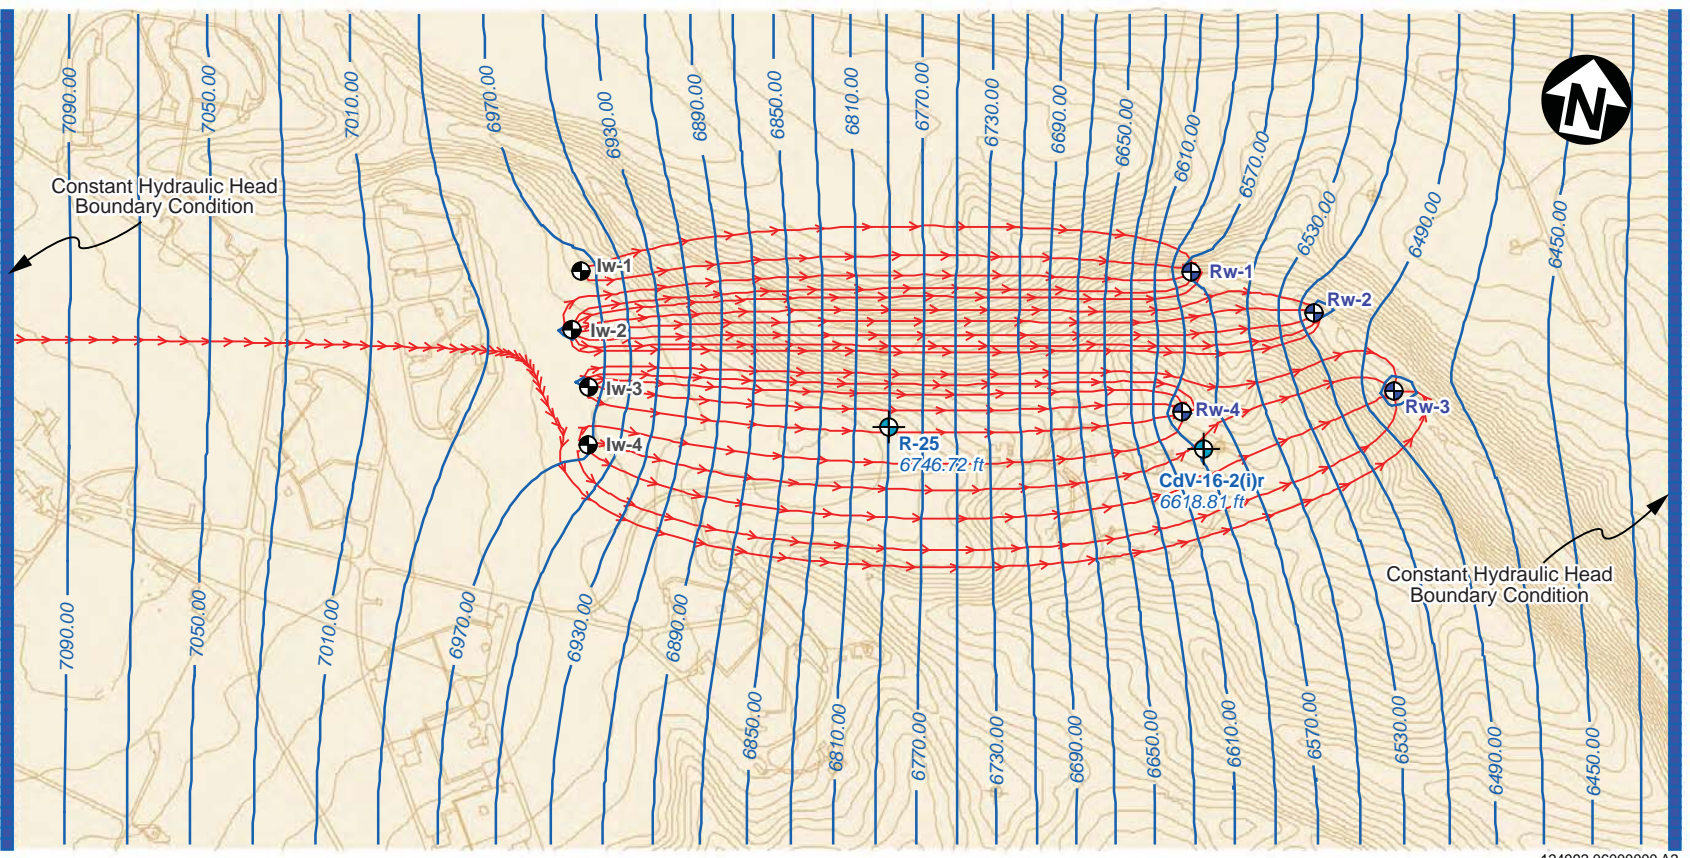 7090.00
7050.00
7010.00
6970.00
6930.00
6890.00
6850.00
6810.00
6770.00
6730.00
6690.00
6650.00
6610.00
6570.00
6530.00
6490.00
6450.00
N
Constant Hydraulic Head
Boundary Condition
Iw-1
Rw-1
Rw-2
Iw-2
Iw-3
Rw-4
Rw-3
Iw-4
R-25
6746.72 ft
CdV-16-2(i)r
6618.81 ft
Constant Hydraulic Head
Boundary Condition
7090.00
7050.00
7010.00
6970.00
6930.00
6890.00
6850.00
6810.00
6770.00
6730.00
6690.00
6650.00
6610.00
6570.00
6530.00
6490.00
6450.00